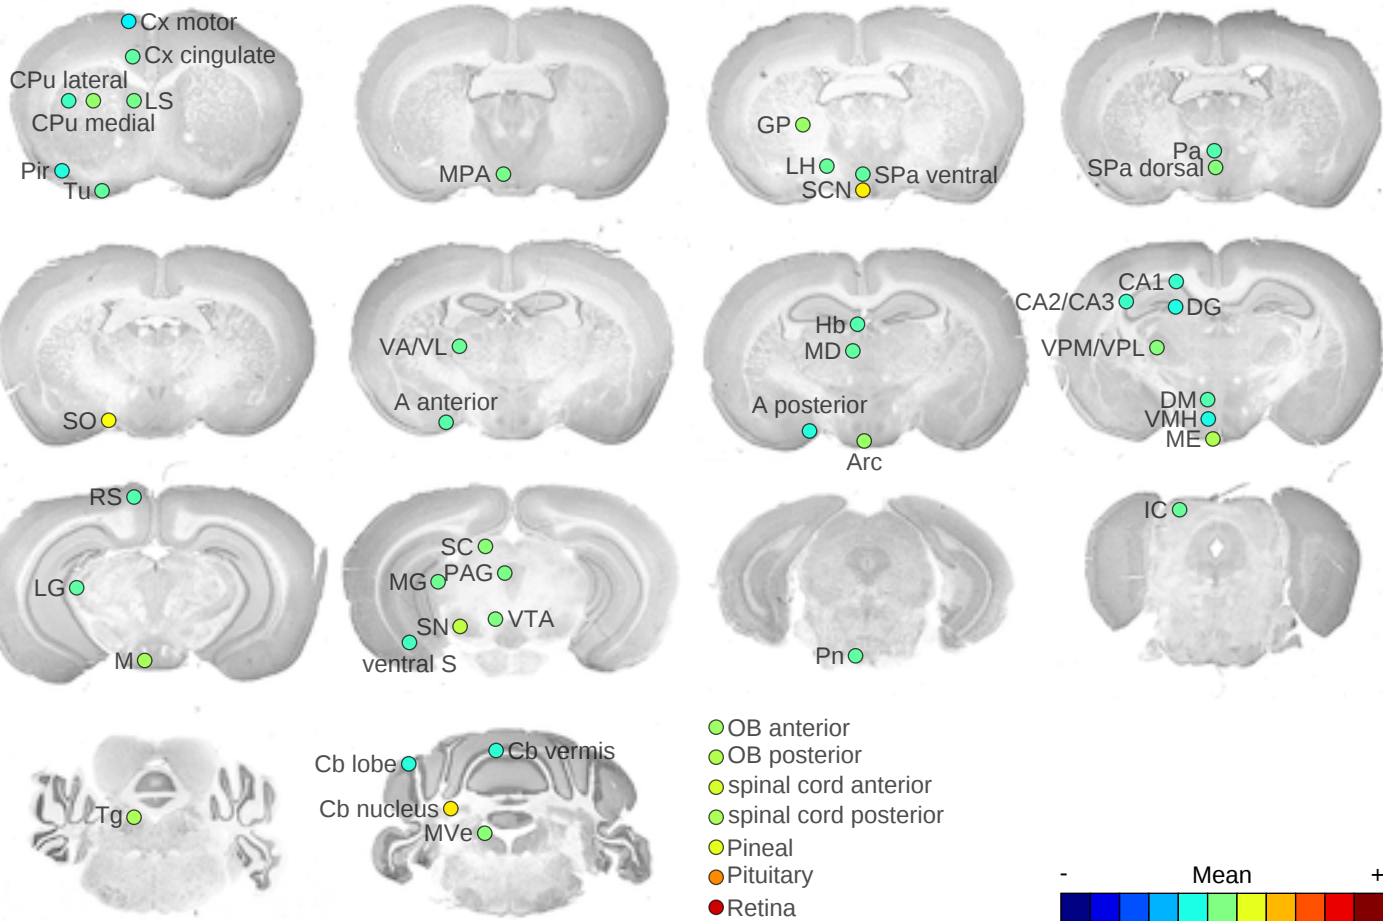 Cx motor
Cx cingulate
CPu lateral
LS
CPu medial
Pir
Tu
MPA
GP
LH
SPa ventral
SCN
Pa
SPa dorsal
SO
VA/VL
A anterior
Hb
MD
A posterior
Arc
CA1
CA2/CA3
DG
VPM/VPL
DM
VMH
ME
RS
LG
M
SC
MG
PAG
SN
VTA
ventral S
Pn
IC
Tg
Cb lobe
Cb vermis
Cb nucleus
MVe
OB anterior
OB posterior
spinal cord anterior
spinal cord posterior
Pineal
Pituitary
Retina
- Mean +